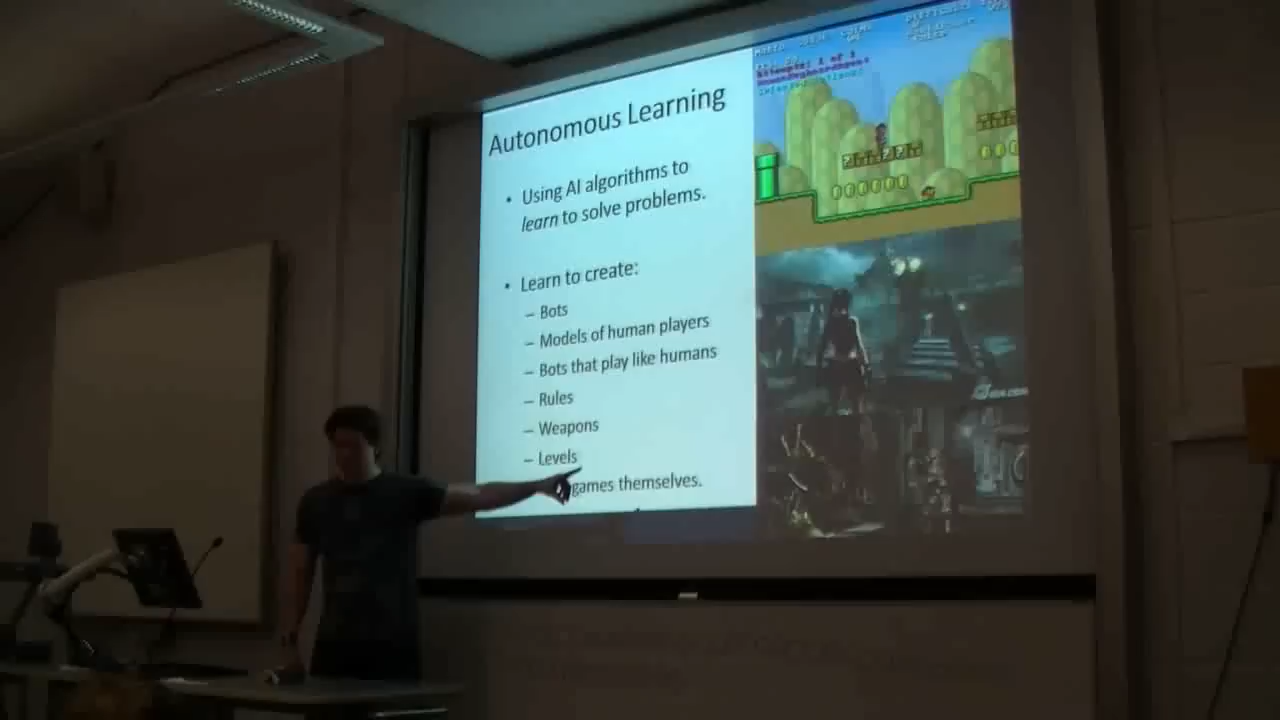 Autonomous Learning
• Using AI algorithms to
learn to solve problems.
• Learn to create:
– Bots
– Models of human players
– Bots that play like humans
– Rules
– Weapons
– Levels
games themselves.